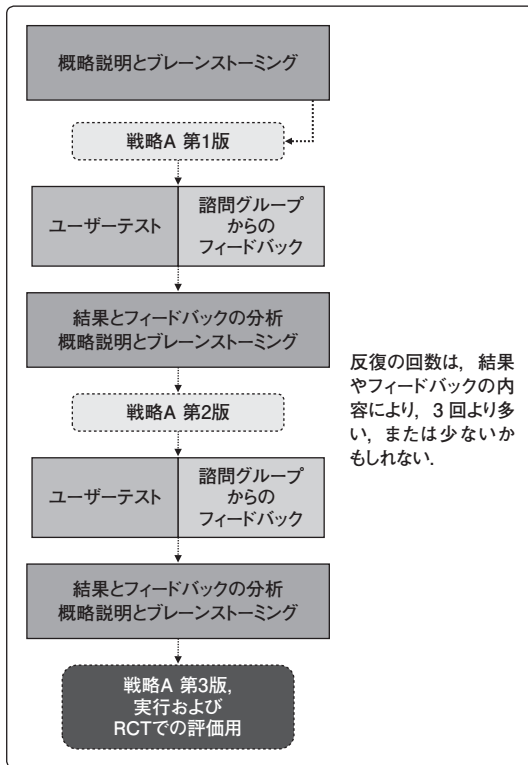 概略説明とブレーンストーミング
戦略A 第1版
ユーザーテスト
諮問グループ
からの
フィードバック
結果とフィードバックの分析
概略説明とブレーンストーミング
反復の回数は，結果
やフィードバックの内
容により，3 回より多
い，または少ないか
もしれない．
戦略A 第2版
ユーザーテスト
諮問グループ
からの
フィードバック
結果とフィードバックの分析
概略説明とブレーンストーミング
戦略A 第3版，
実行および
RCTでの評価用